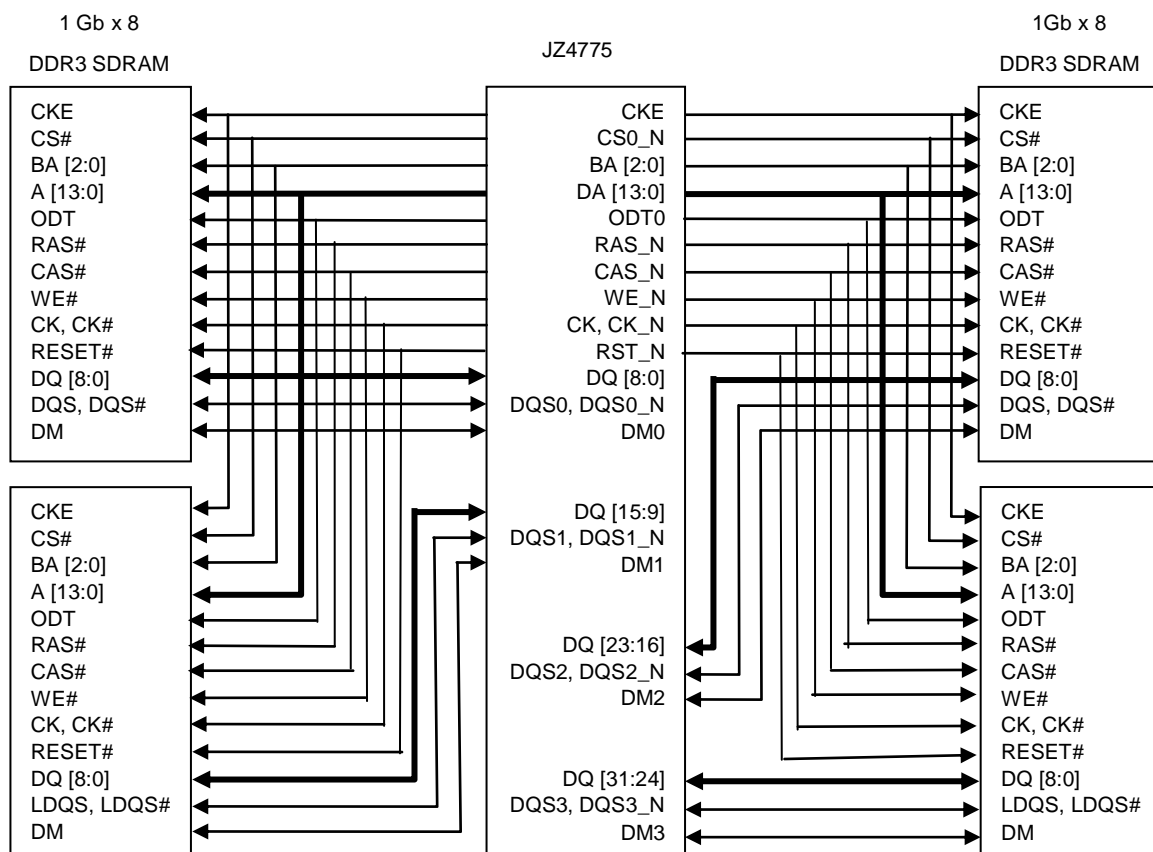 1 Gb x 8
DDR3 SDRAM
CKE
CS#
BA [2:0]
A [13:0]
ODT
RAS#
CAS#
WE#
CK, CK#
RESET#
DQ [8:0]
DQS, DQS#
DM
CKE
CS#
BA [2:0]
A [13:0]
ODT
RAS#
CAS#
WE#
CK, CK#
RESET#
DQ [8:0]
LDQS, LDQS#
DM
JZ4775
CKE
CS0_N
BA [2:0]
DA [13:0]
ODT0
RAS_N
CAS_N
WE_N
CK, CK_N
RST_N
DQ [8:0]
DQS0, DQS0_N
DM0
DQ [15:9]
DQS1, DQS1_N
DM1
DQ [23:16]
DQS2, DQS2_N
DM2
DQ [31:24]
DQS3, DQS3_N
DM3
1Gb x 8
DDR3 SDRAM
CKE
CS#
BA [2:0]
A [13:0]
ODT
RAS#
CAS#
WE#
CK, CK#
RESET#
DQ [8:0]
DQS, DQS#
DM
CKE
CS#
BA [2:0]
A [13:0]
ODT
RAS#
CAS#
WE#
CK, CK#
RESET#
DQ [8:0]
LDQS, LDQS#
DM